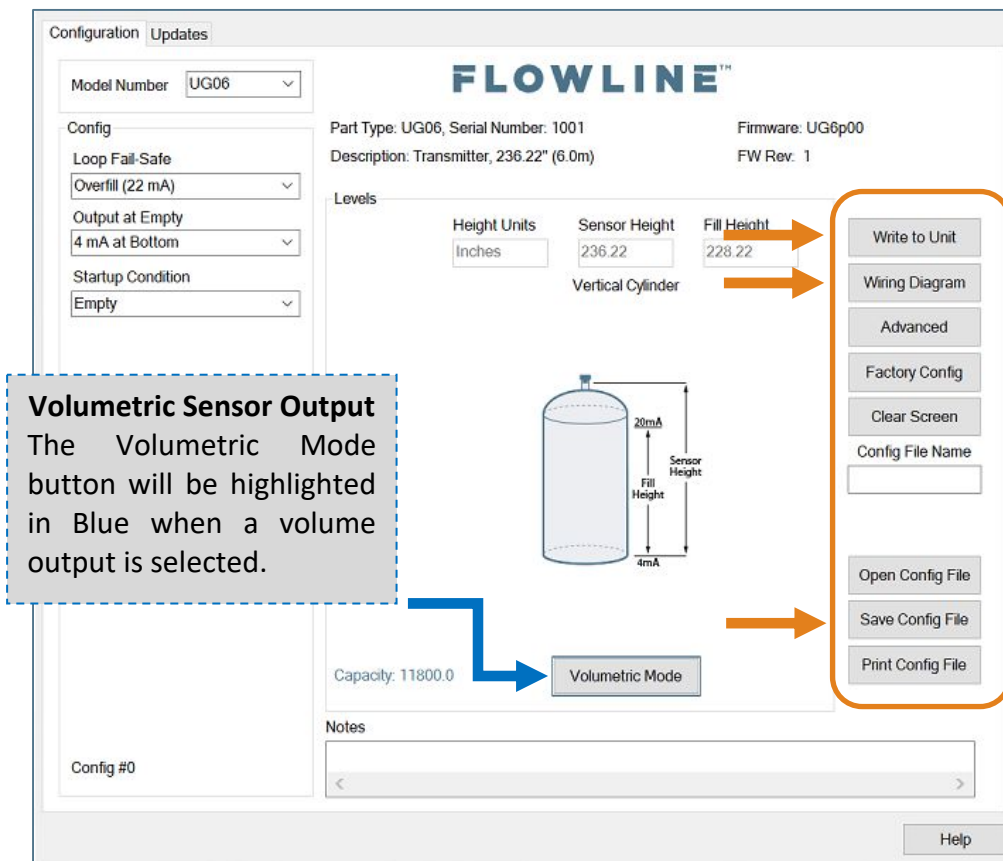 Configuration Updates
Model Number UG06
FLOWLINE™
Config
Loop Fail-Safe
Overfill (22 mA)
Output at Empty
4 mA at Bottom
Startup Condition
Empty
Part Type: UG06, Serial Number: 1001
Firmware: UG6p00
Description: Transmitter, 236.22" (6.0m)
FW Rev: 1
Levels
Height Units Sensor Height Fill Height
Inches 236.22 228.22
Vertical Cylinder
20mA
Sensor
Height
Fill
Height
4mA
Write to Unit
Wiring Diagram
Advanced
Factory Config
Clear Screen
Config File Name
Open Config File
Save Config File
Print Config File
Volumetric Sensor Output
The Volumetric Mode
button will be highlighted
in Blue when a volume
output is selected.
Capacity: 11800.0
Volumetric Mode
Notes
Config #0
Help